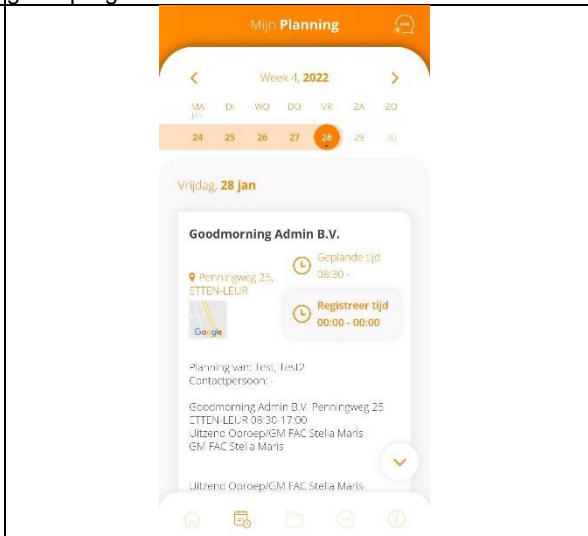 Mijn Planning
Week 4, 2022
MA DI WO DO VR ZA ZO
JAN
24 25 26 27 28 29 30
Vrijdag, 28 jan
Goodmorning Admin B.V.
Geplande tijd
08:30 -
Penningweg 25,
ETTEN-LEUR
Registreer tijd
00:00 - 00:00
Google
Planning van: Test, Test2
Contactpersoon: -
Goodmorning Admin B.V. Penningweg 25
ETTEN-LEUR 08:30-17:00
Uitzend Oproep/GM FAC Stella Maris
GM FAC Stella Maris
Uitzend Oproep/GM FAC Stella Maris